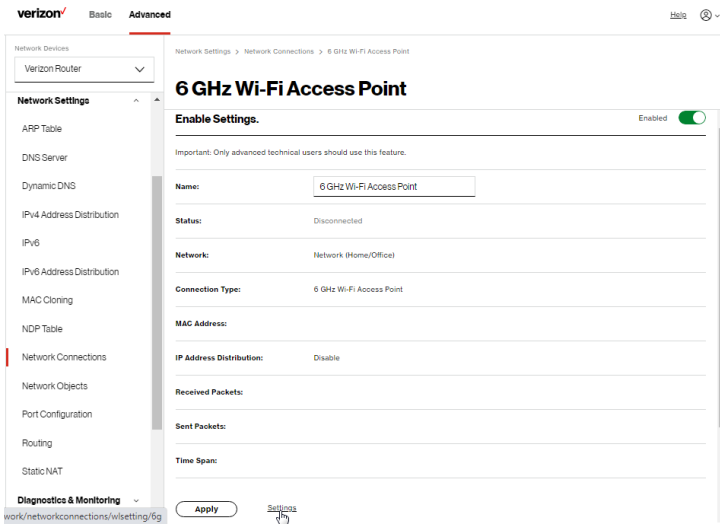 verizon✓ Basic Advanced Help
Network Devices
Verizon Router
Network Settings
ARP Table
DNS Server
Dynamic DNS
IPv4 Address Distribution
IPv6
IPv6 Address Distribution
MAC Cloning
NDP Table
Network Connections
Network Objects
Port Configuration
Routing
Static NAT
Diagnostics & Monitoring
work/networkconnections/wlsetting/6g
Network Settings > Network Connections > 6 GHz Wi-Fi Access Point
6 GHz Wi-Fi Access Point
Enable Settings. Enabled
Important: Only advanced technical users should use this feature.
Name: 6 GHz Wi-Fi Access Point
Status: Disconnected
Network: Network (Home/Office)
Connection Type: 6 GHz Wi-Fi Access Point
MAC Address:
IP Address Distribution: Disable
Received Packets:
Sent Packets:
Time Span:
Apply Settings